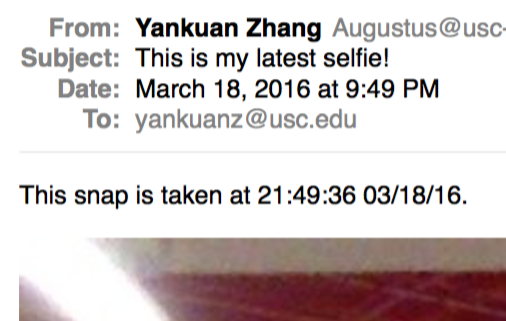 From: Yankuan Zhang Augustus@usc-
Subject: This is my latest selfie!
Date: March 18, 2016 at 9:49 PM
To: yankuanz@usc.edu
This snap is taken at 21:49:36 03/18/16.